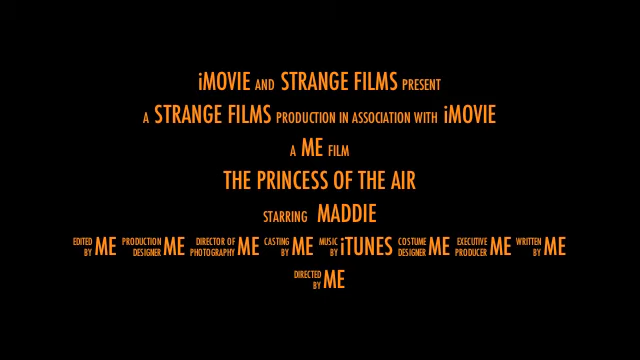 iMOVIE AND STRANGE FILMS PRESENT
A STRANGE FILMS PRODUCTION IN ASSOCIATION WITH iMOVIE
A ME FILM
THE PRINCESS OF THE AIR
STARRING MADDIE
EDITED BY ME PRODUCTION DESIGNER ME DIRECTOR OF PHOTOGRAPHY ME CASTING BY ME MUSIC BY iTUNES COSTUME DESIGNER ME EXECUTIVE PRODUCER ME WRITTEN BY ME
DIRECTED BY ME